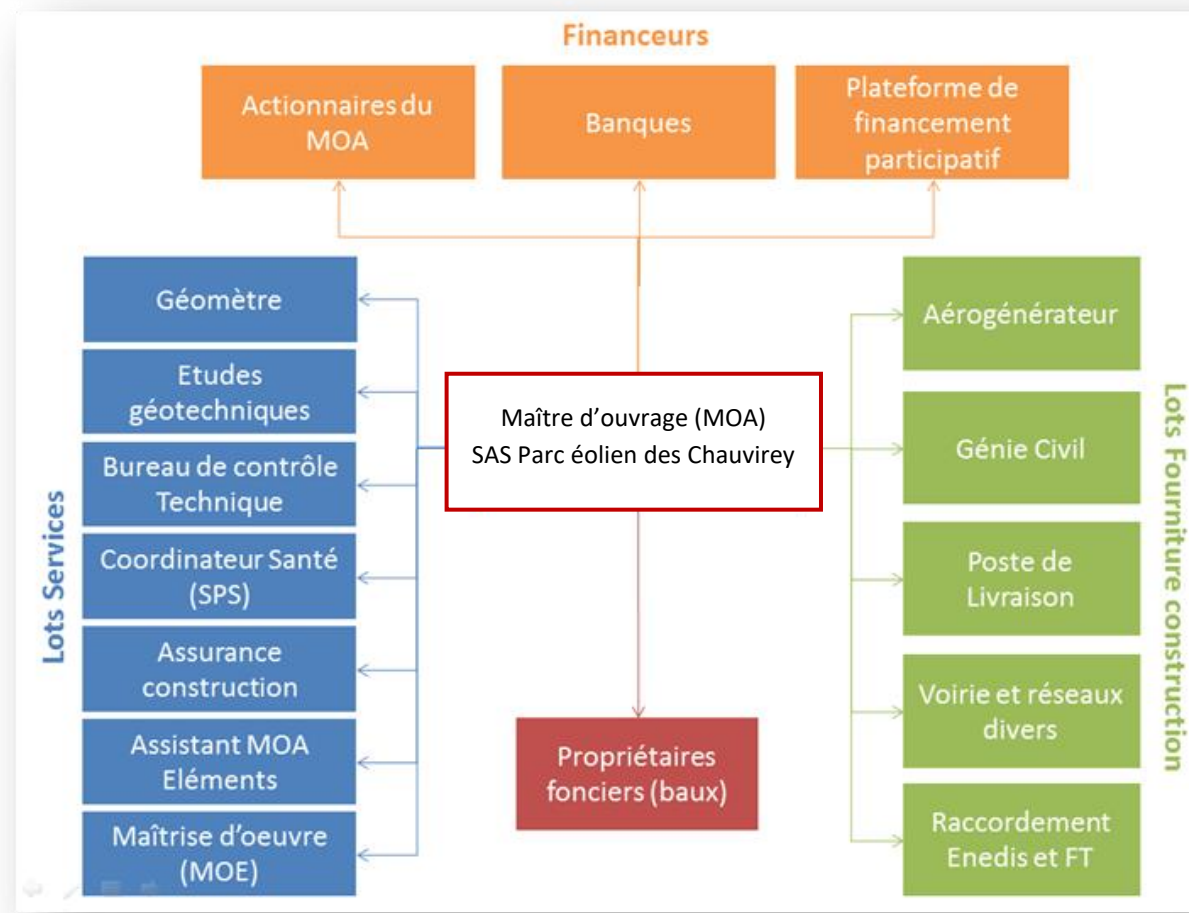 Financeurs
Actionnaires du
MOA
Banques
Plateforme de
financement
participatif
Lots Services
Géomètre
Etudes
géotechniques
Bureau de contrôle
Technique
Coordinateur Santé
(SPS)
Assurance
construction
Assistant MOA
Eléments
Maîtrise d'oeuvre
(MOE)
Maître d’ouvrage (MOA)
SAS Parc éolien des Chauvirey
Propriétaires
fonciers (baux)
Aérogénérateur
Génie Civil
Poste de
Livraison
Voirie et réseaux
divers
Raccordement
Enedis et FT
Lots Fourniture construction